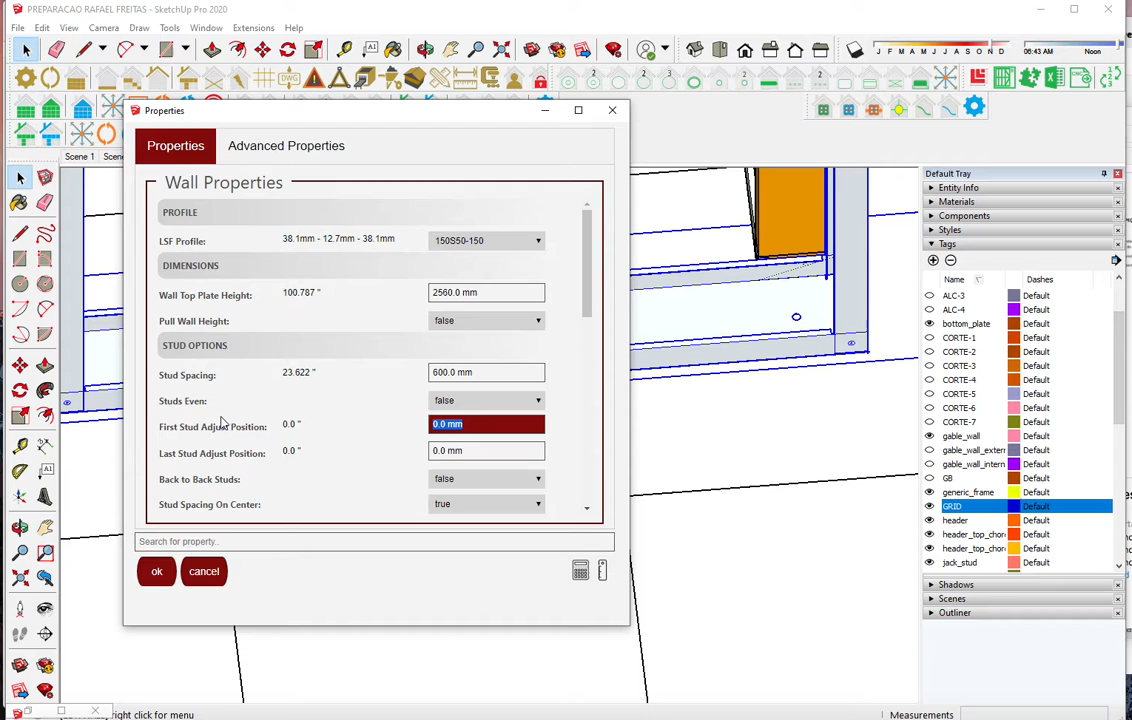 PREPARACAO RAFAEL FREITAS - SketchUp Pro 2020
File Edit View Camera Draw Tools Window Extensions Help
J F M A M J J A S O N D 06:43 AM Noon
Scene 1
Properties
Properties Advanced Properties
Wall Properties
PROFILE
LSF Profile: 38.1mm - 12.7mm - 38.1mm 150S50-150
DIMENSIONS
Wall Top Plate Height: 100.787 " 2560.0 mm
Pull Wall Height: false
STUD OPTIONS
Stud Spacing: 23.622 " 600.0 mm
Studs Even: false
First Stud Adjust Position: 0.0 " 0.0 mm
Last Stud Adjust Position: 0.0 " 0.0 mm
Back to Back Studs: false
Stud Spacing On Center: true
Search for property..
ok cancel
Default Tray
Entity Info
Materials
Components
Styles
Tags
Name Dashes
ALC-3 Default
ALC-4 Default
bottom_plate Default
CORTE-1 Default
CORTE-2 Default
CORTE-3 Default
CORTE-4 Default
CORTE-5 Default
CORTE-6 Default
CORTE-7 Default
gable_wall Default
gable_wall_extern Default
gable_wall_intern Default
GB Default
generic_frame Default
GRID Default
header Default
header_top_chor Default
header_top_chor Default
jack_stud Default
Shadows
Scenes
Outliner
right click for menu
Measurements